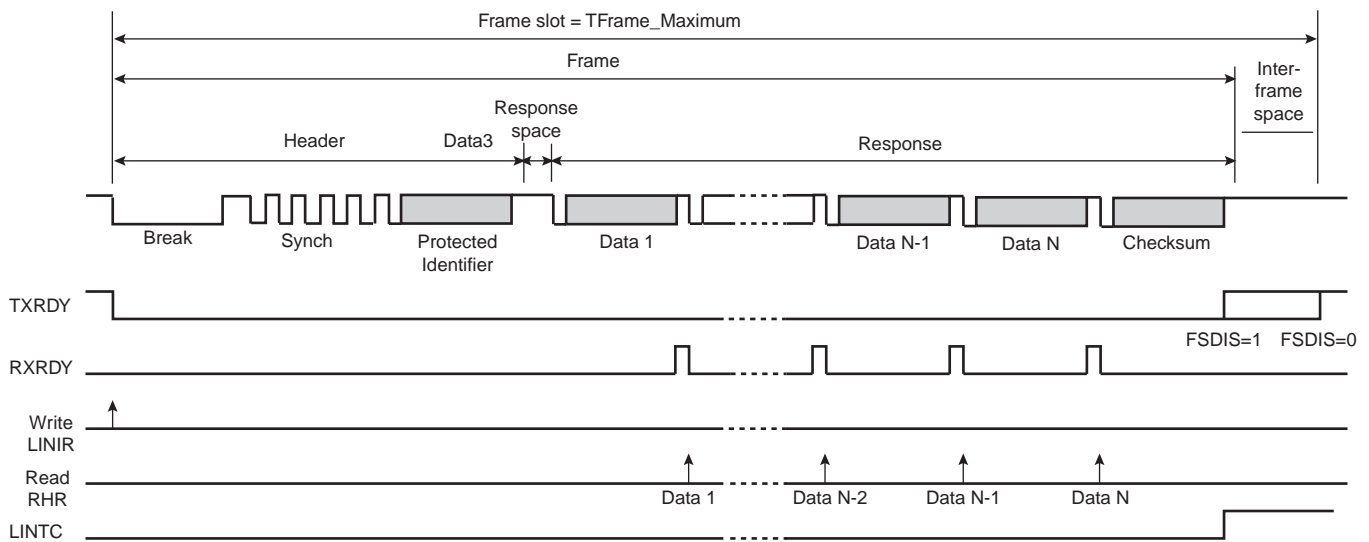 Frame slot = TFrame_Maximum
Frame
Inter-
frame
space
Response
space
Header
Data3
Response
Break
Synch
Protected
Identifier
Data 1
Data N-1
Data N
Checksum
TXRDY
FSDIS=1
FSDIS=0
RXRDY
Write
LINIR
Read
RHR
Data 1
Data N-2
Data N-1
Data N
LINTC